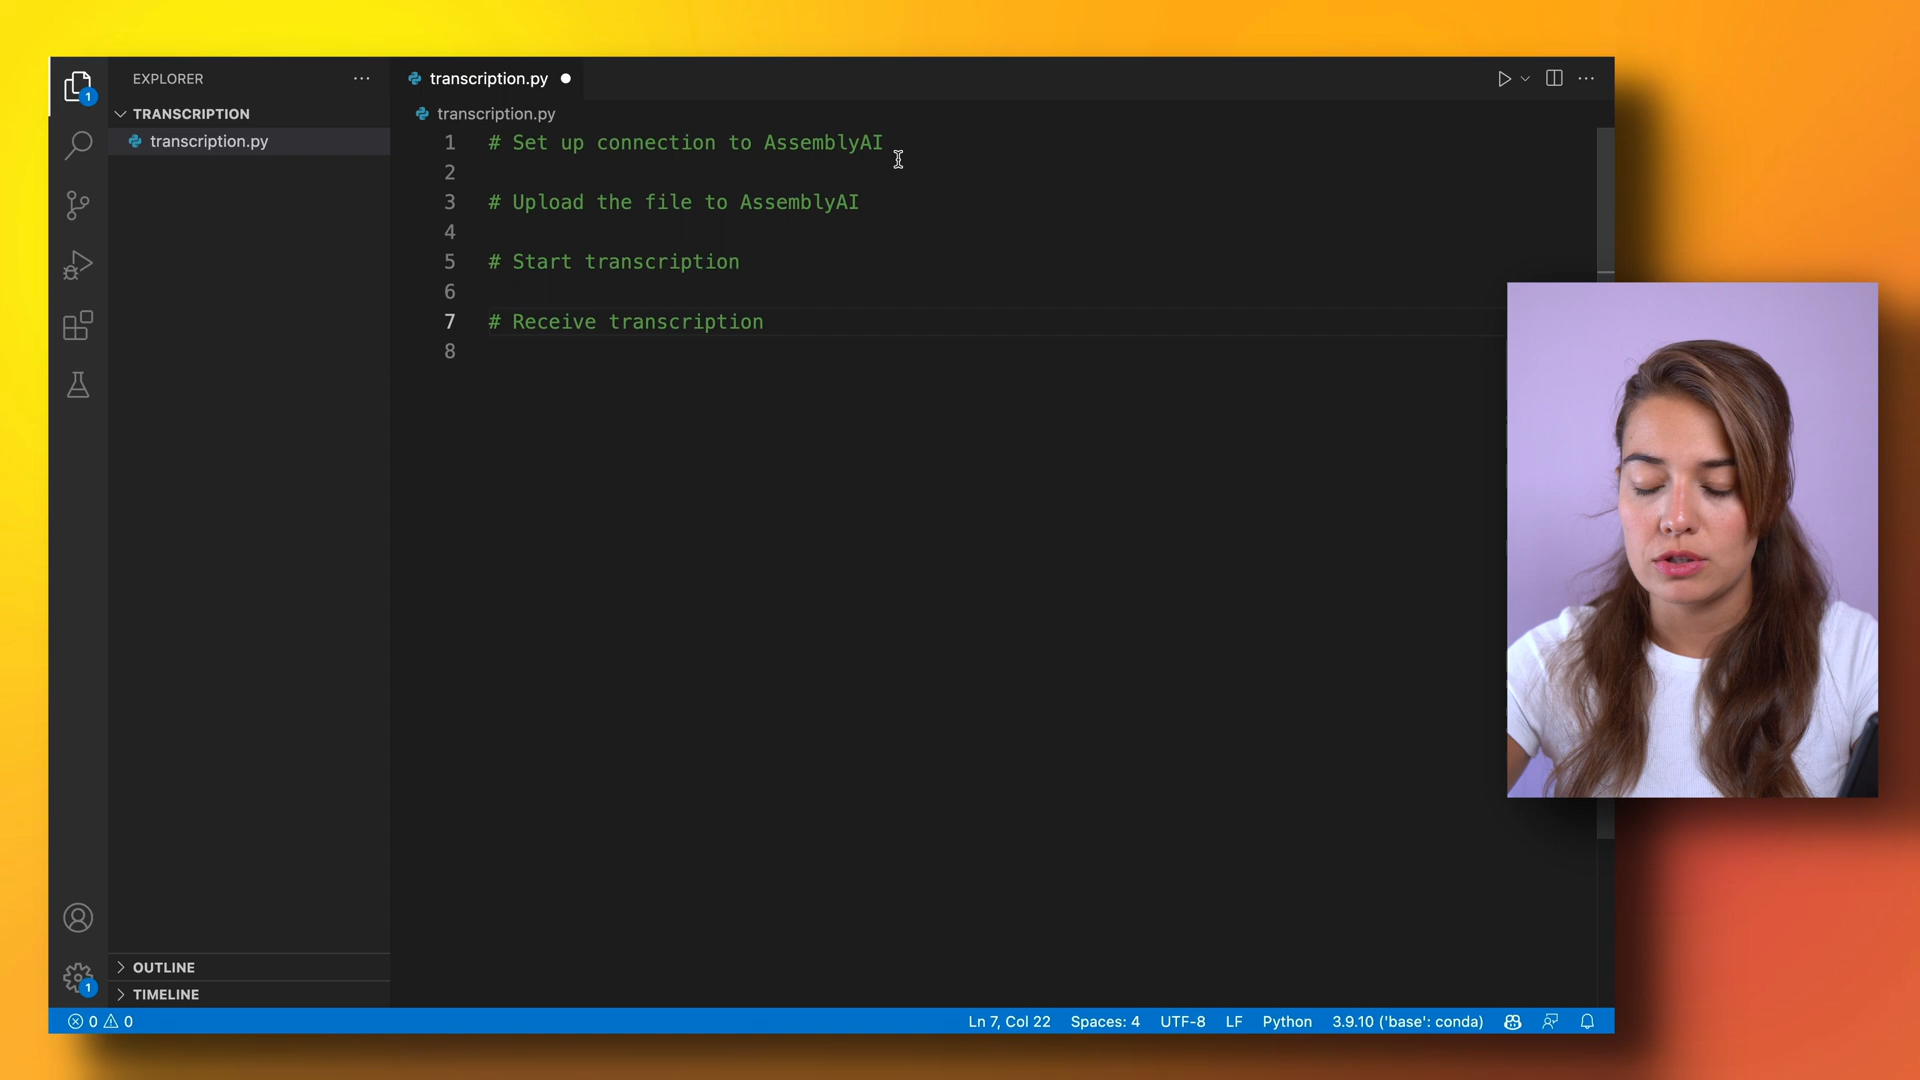 EXPLORER
TRANSCRIPTION
transcription.py
OUTLINE
TIMELINE
1
1
transcription.py
transcription.py
1 # Set up connection to AssemblyAI
2
3 # Upload the file to AssemblyAI
4
5 # Start transcription
6
7 # Receive transcription
8
0 0
Ln 7, Col 22
Spaces: 4
UTF-8
LF
Python
3.9.10 ('base': conda)